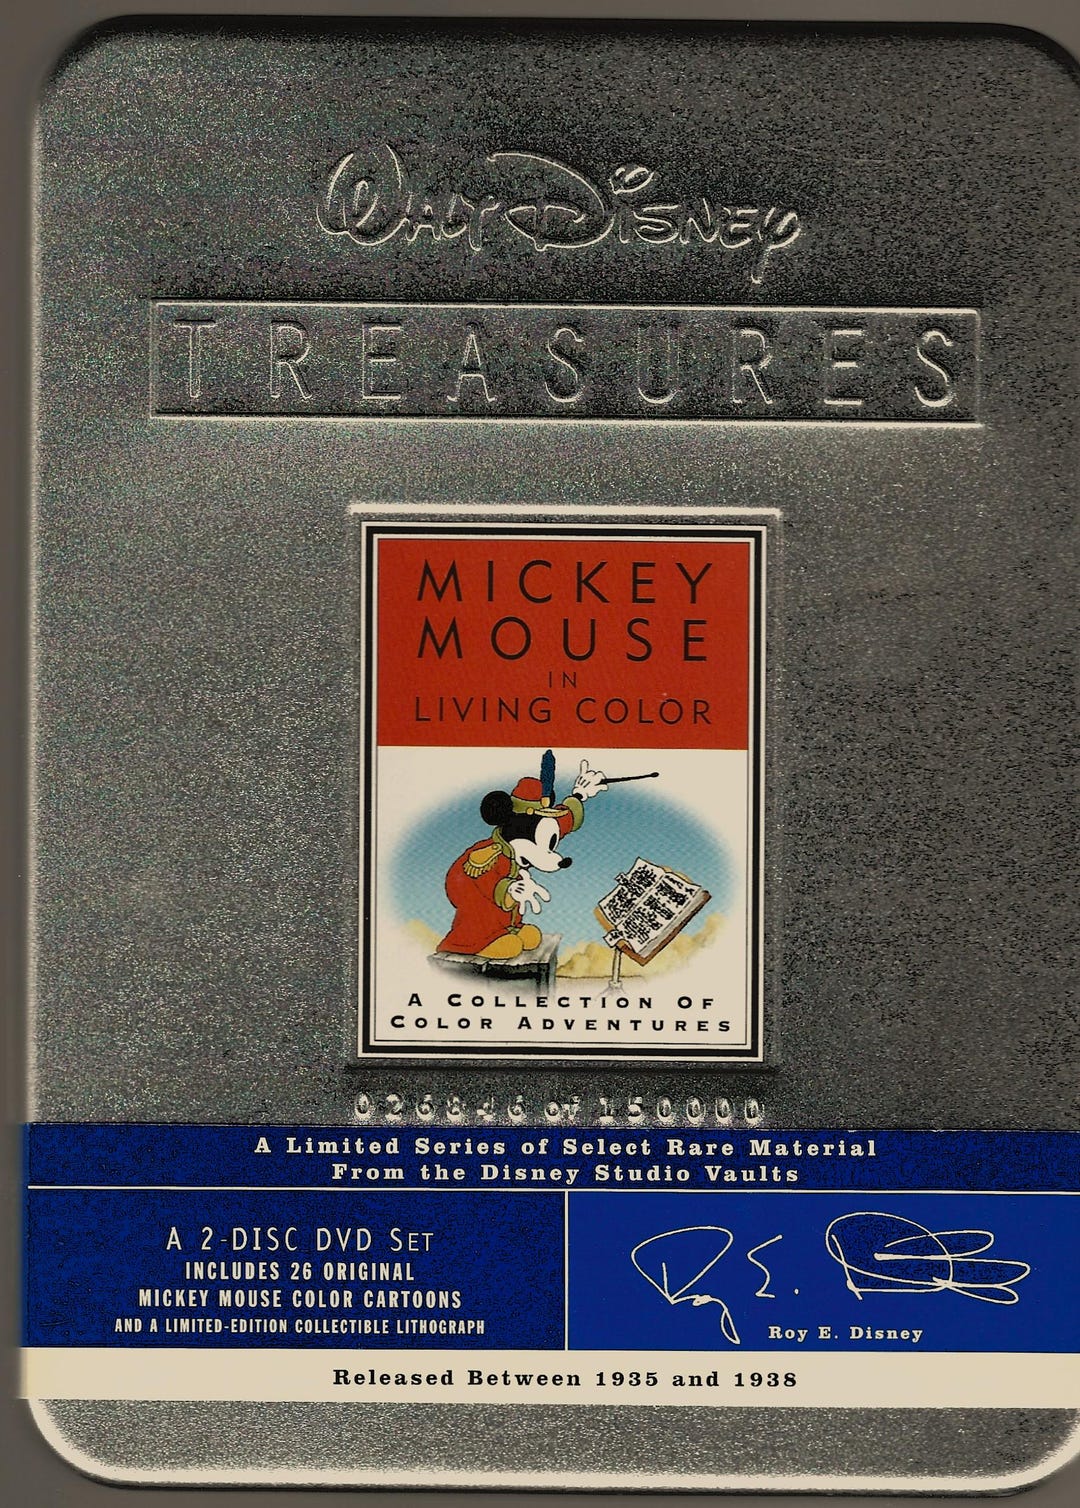 Walt Disney
TREASURES
MICKEY
MOUSE
IN
LIVING COLOR
A COLLECTION OF
COLOR ADVENTURES
of 150000
A Limited Series of Select Rare Material
From the Disney Studio Vaults
A 2-DISC DVD SET
INCLUDES 26 ORIGINAL
MICKEY MOUSE COLOR CARTOONS
AND A LIMITED-EDITION COLLECTIBLE LITHOGRAPH
Roy E. Disney
Roy E. Disney
Released Between 1935 and 1938